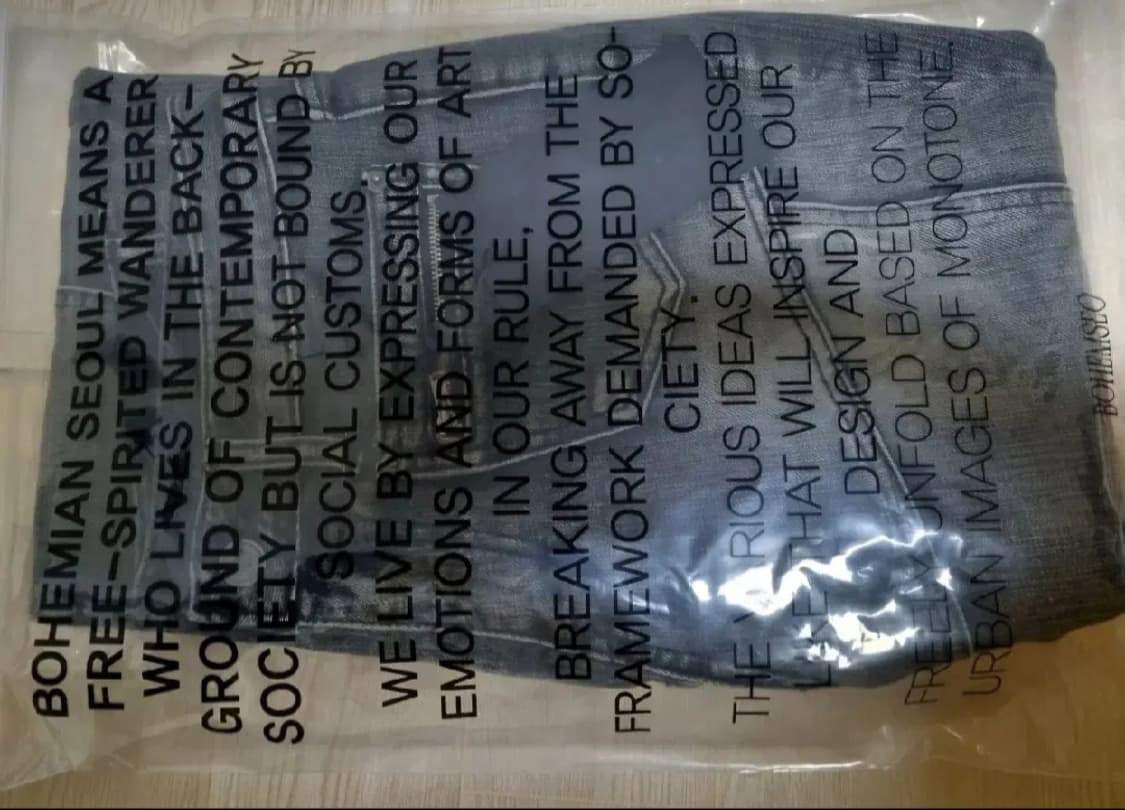 BOHEMIAN SEOUL MEANS A
FREE-SPIRITED WANDERER
WHO LIVES IN THE BACK-
GROUND OF CONTEMPORARY
SOCIETY BUT IS NOT BOUND BY
SOCIAL CUSTOMS.
WE LIVE BY EXPRESSING OUR
EMOTIONS AND FORMS OF ART
IN OUR RULE,
BREAKING AWAY FROM THE
FRAMEWORK DEMANDED BY SO-
CIETY.
THE IDEAS EXPRESSED
THAT WILL INSPIRE OUR
DESIGN AND
FREELY UNFOLD BASED ON THE
URBAN IMAGES OF MONOTONE.
BOHEMSEO